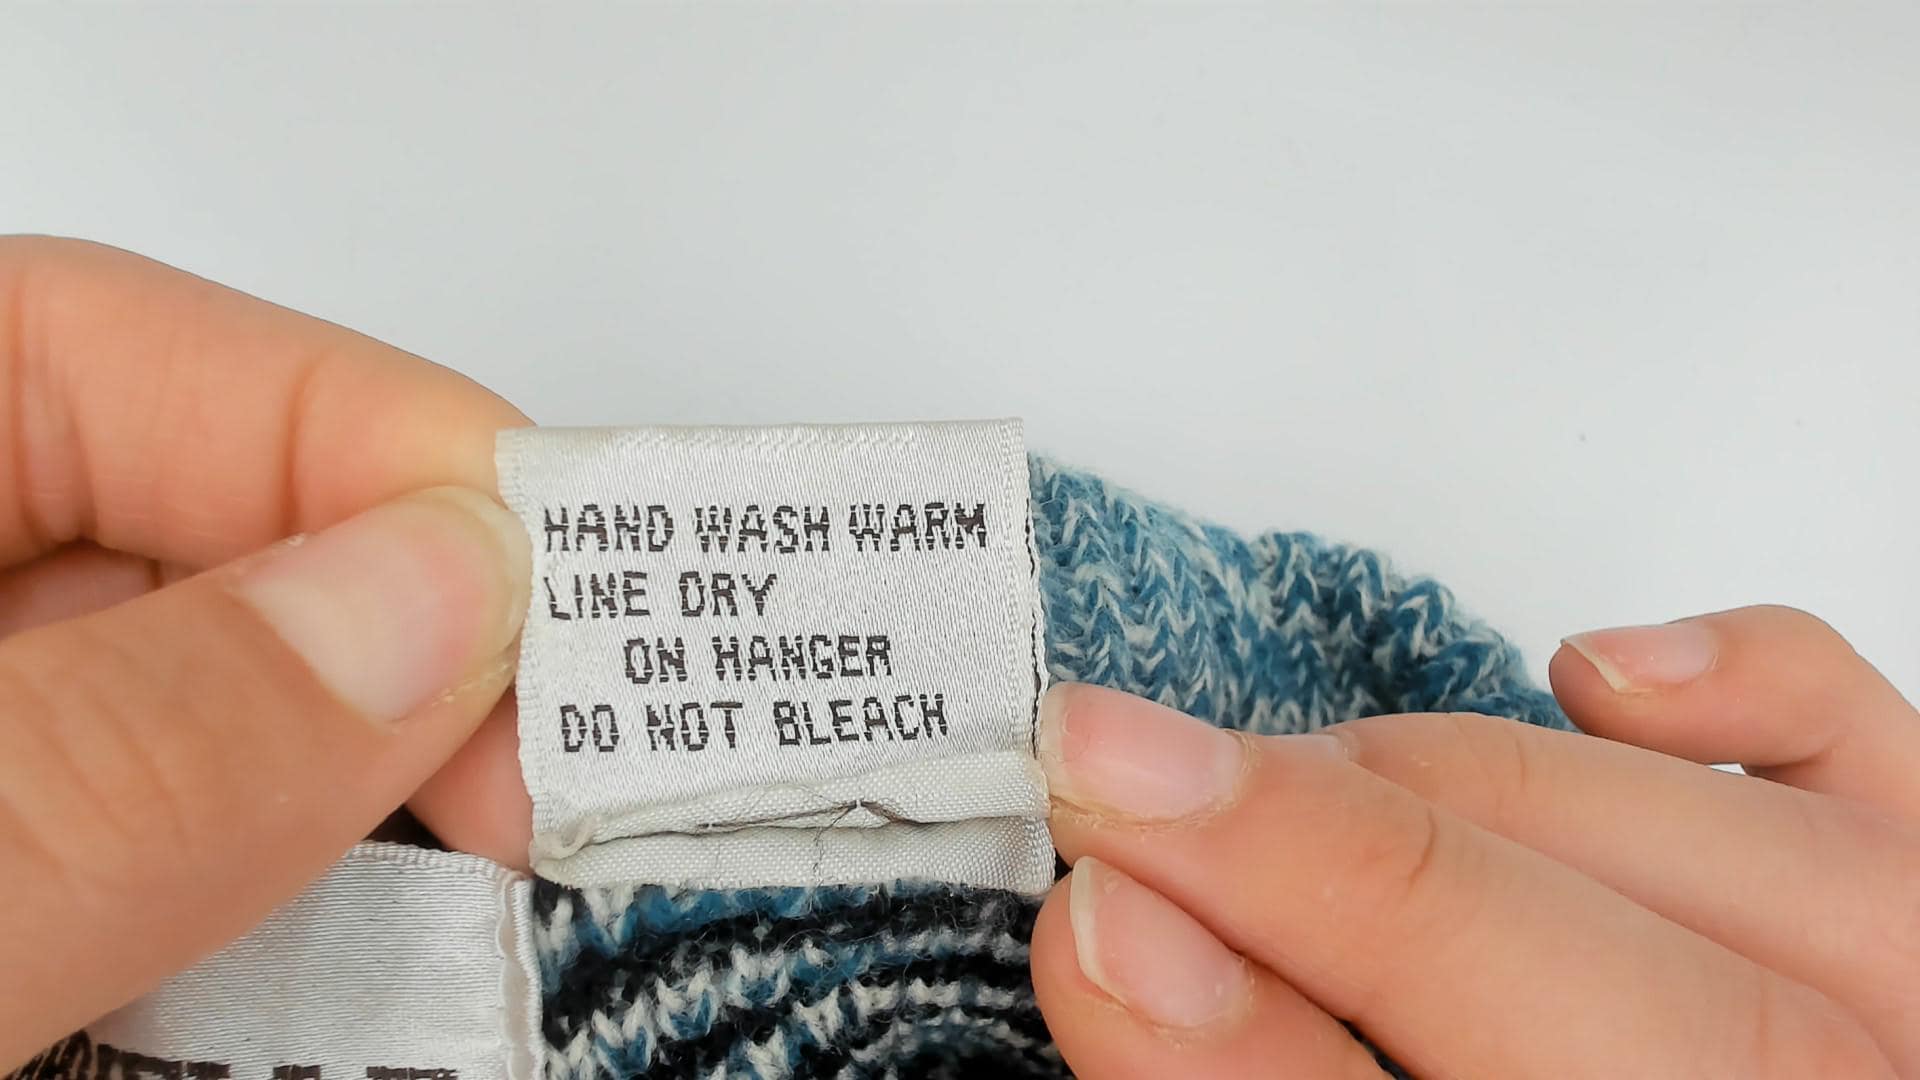 HAND WASH WARM
LINE DRY
ON HANGER
DO NOT BLEACH